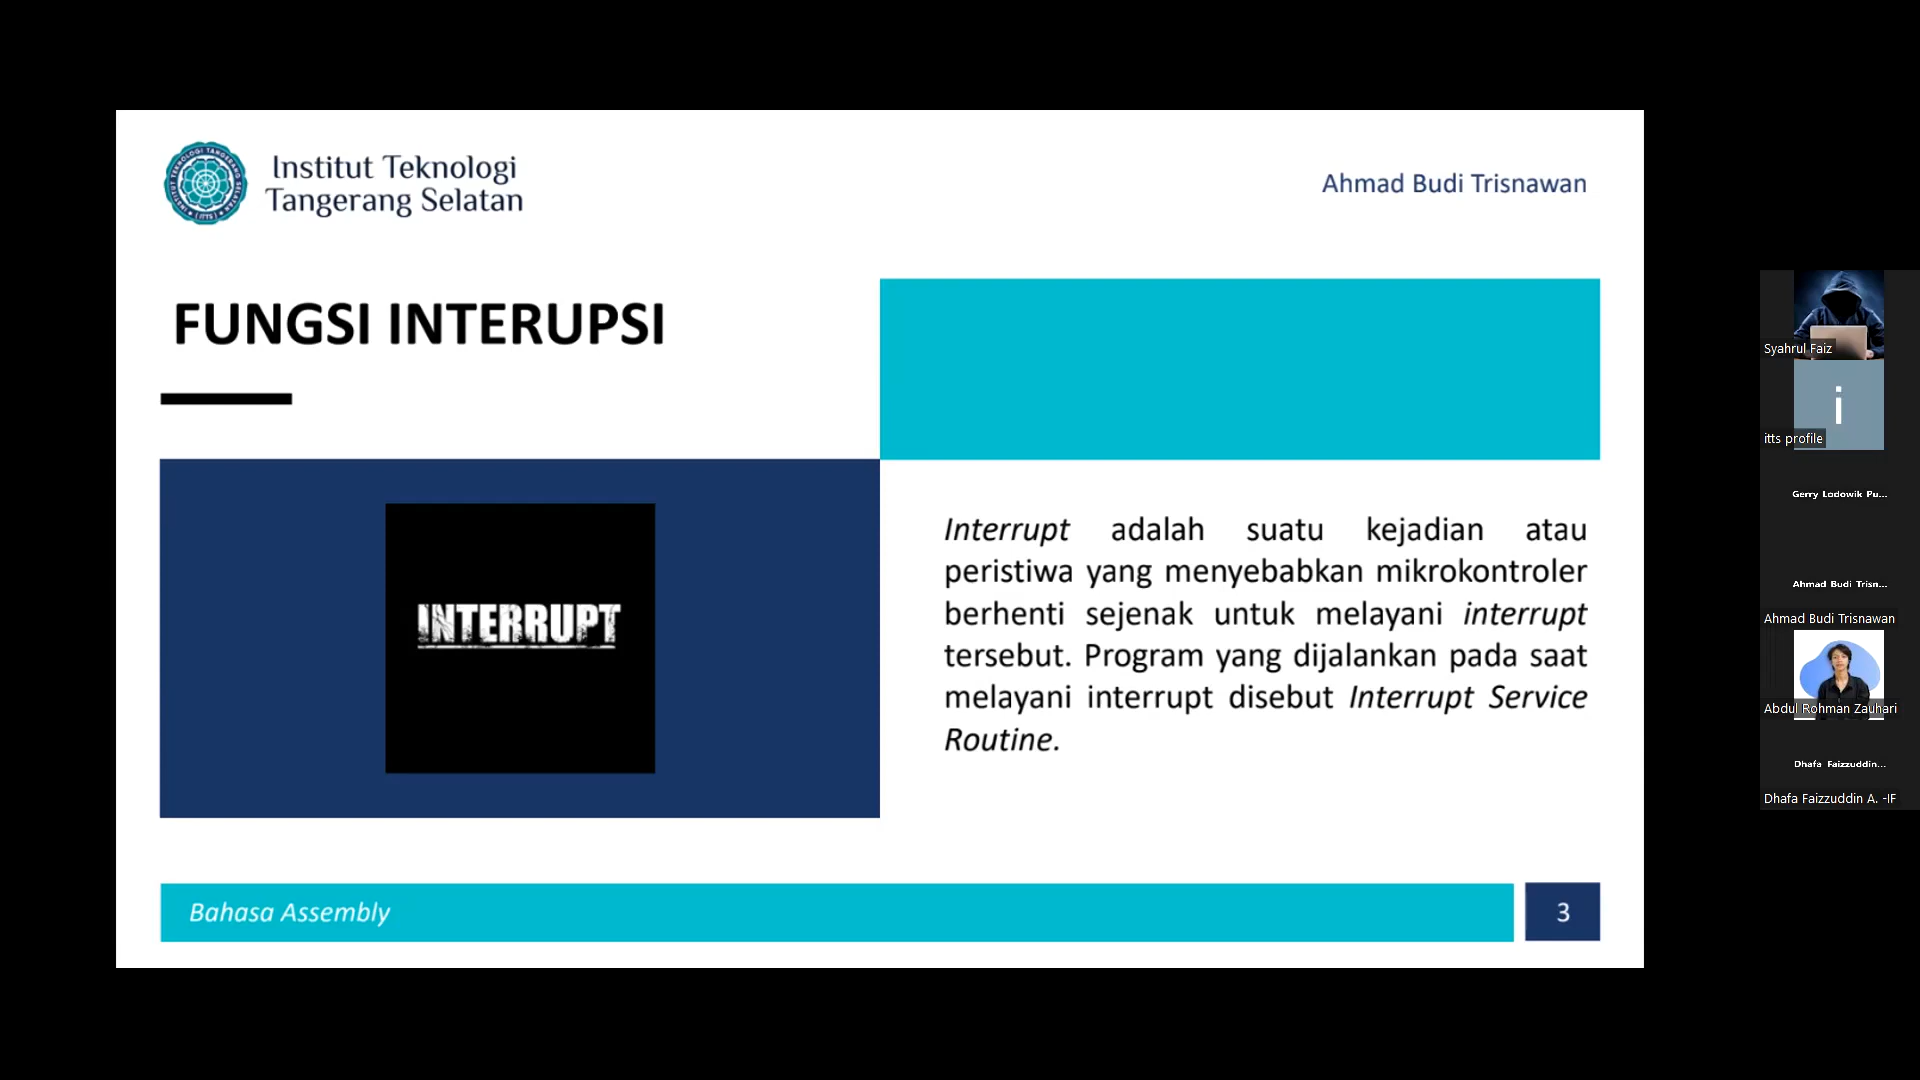 Institut Teknologi
Tangerang Selatan
Ahmad Budi Trisnawan
FUNGSI INTERUPSI
INTERRUPT
Interrupt adalah suatu kejadian atau
peristiwa yang menyebabkan mikrokontroler
berhenti sejenak untuk melayani interrupt
tersebut. Program yang dijalankan pada saat
melayani interrupt disebut Interrupt Service
Routine.
Bahasa Assembly
3
Syahrul Faiz
i
itts profile
Gerry Lodowik Pu...
Ahmad Budi Trisn...
Ahmad Budi Trisnawan
Abdul Rohman Zauhari
Dhafa Faizzuddin...
Dhafa Faizzuddin A. -IF